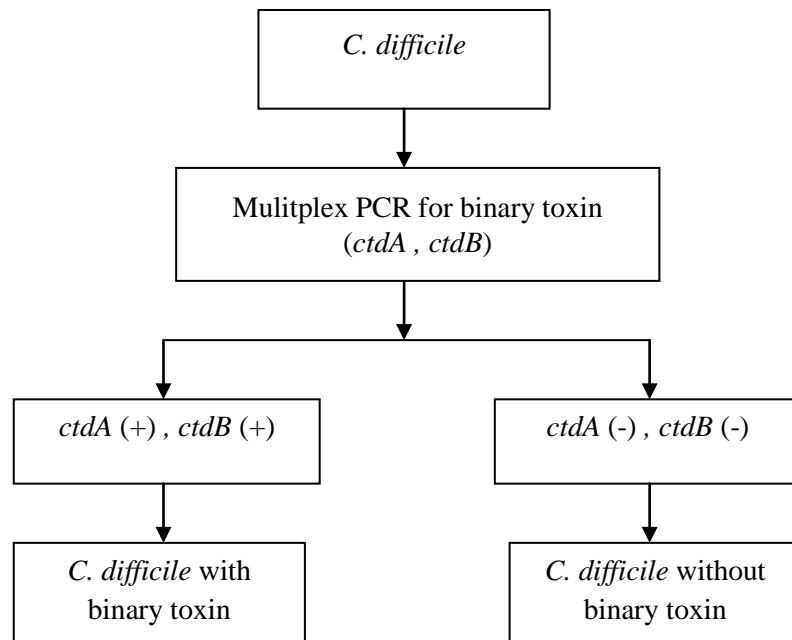 C. difficile
Mulitplex PCR for binary toxin
(ctdA , ctdB)
ctdA (+) , ctdB (+)
ctdA (-) , ctdB (-)
C. difficile with
binary toxin
C. difficile without
binary toxin